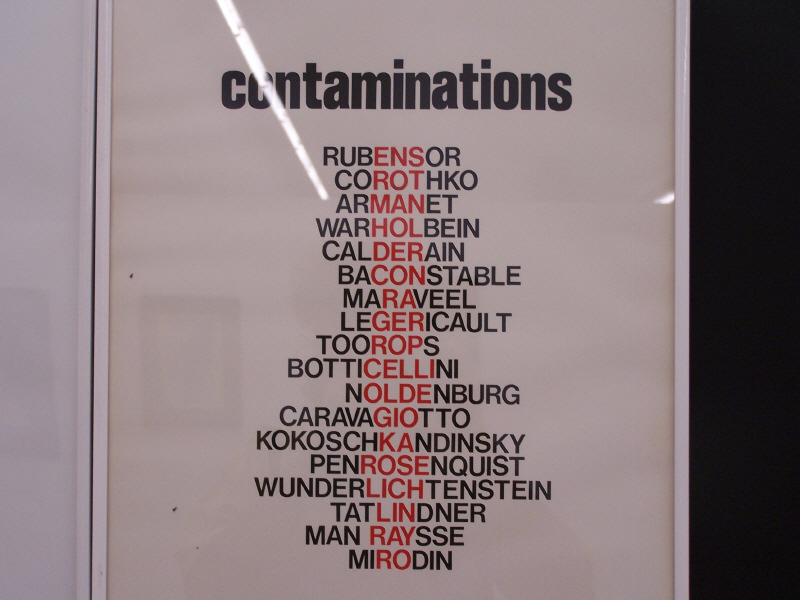 contaminations
RUBENSOR
COROTHKO
ARMANET
WARHOLBEIN
CALDERAIN
BACONSTABLE
MARAVEEL
LEGERICAULT
TOOROPS
BOTTICELLINI
NOLDENBURG
CARAVAGIOTTO
KOKOSCHKANDINSKY
PENROSENQUIST
WUNDERLICHTENSTEIN
TATLINDNER
MAN RAYSSE
MIRODIN